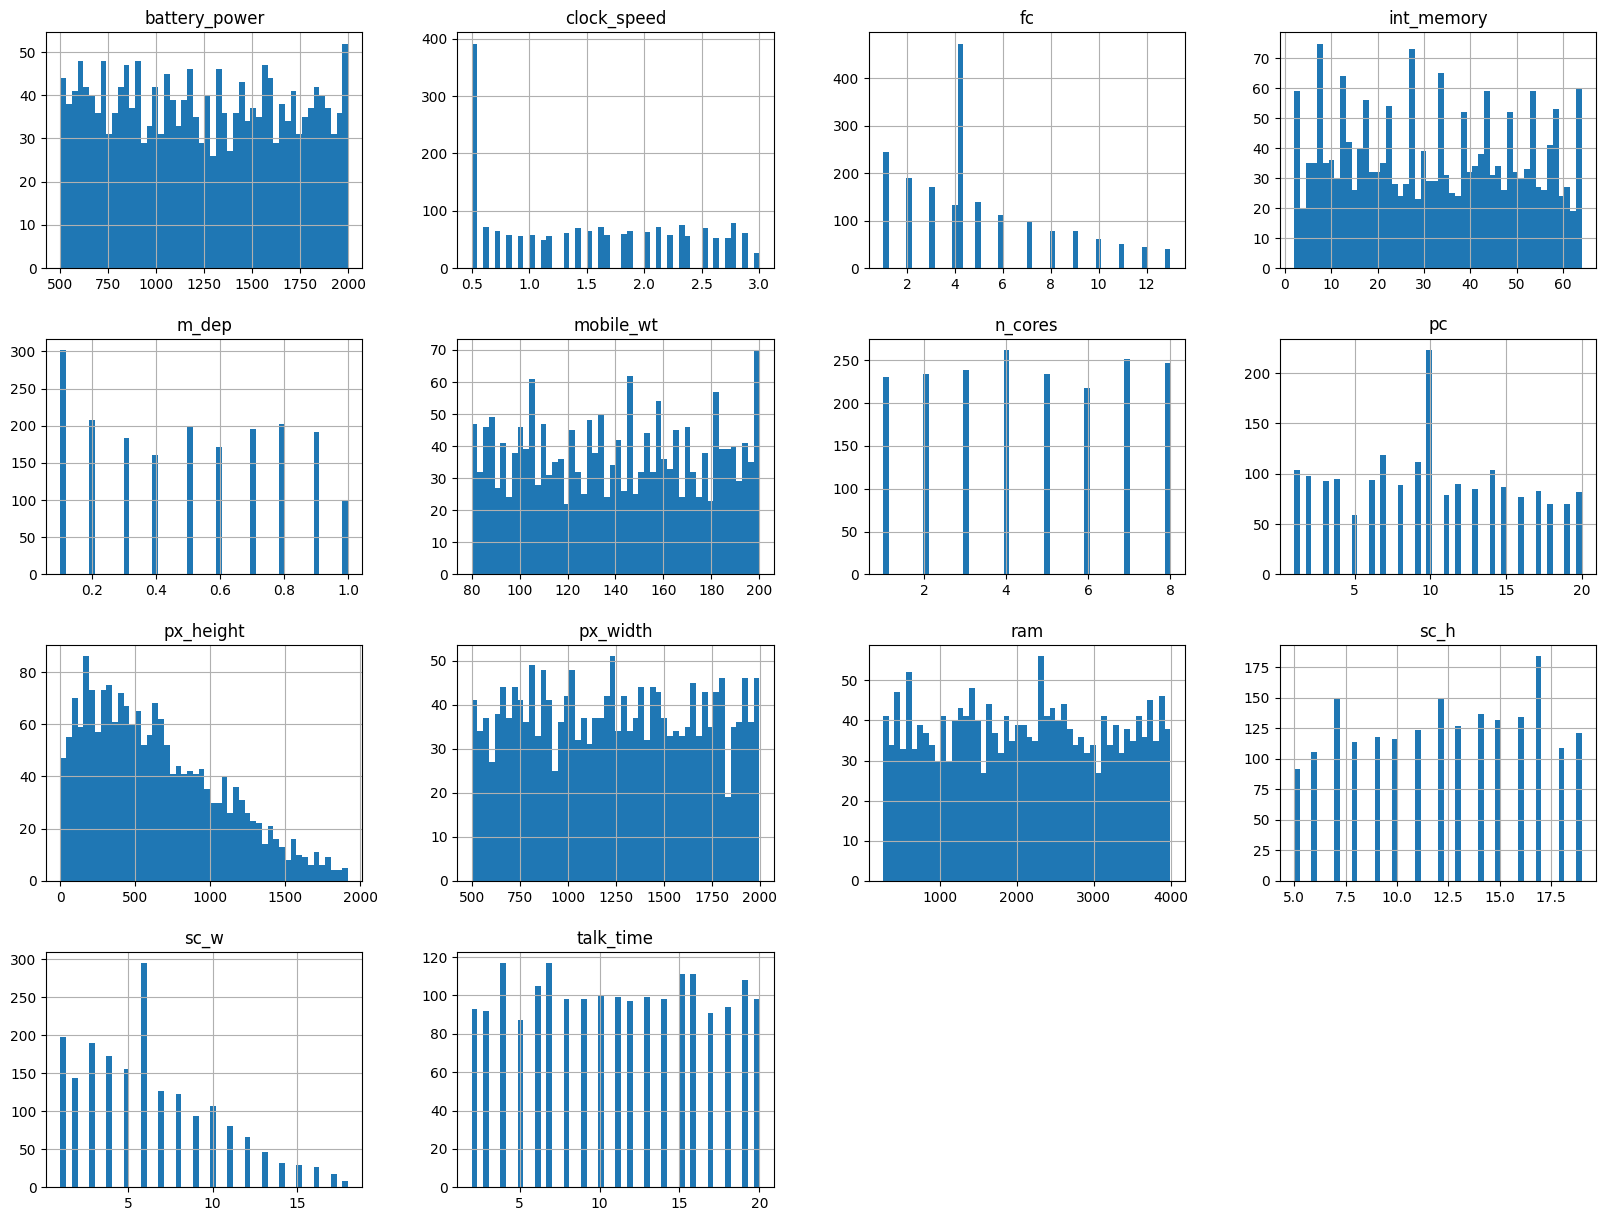 battery_power clock_speed fc int_memory
50 400 400 70
40 300 300 60
30 200 200 50
20 100 100 40
10 0 0 30
0 20
10
0
500 750 1000 1250 1500 1750 2000 0.5 1.0 1.5 2.0 2.5 3.0 2 4 6 8 10 12 0 10 20 30 40 50 60
m_dep mobile_wt n_cores pc
300 70 250 200
250 60 200 150
200 50 150 100
150 40 100 50
100 30 50 0
50 20 0
0 10
0
0.2 0.4 0.6 0.8 1.0 80 100 120 140 160 180 200 2 4 6 8 5 10 15 20
px_height px_width ram sc_h
80 50 50 175
60 40 40 150
40 30 30 125
20 20 20 100
0 10 10 75
0 0 50
25
0
0 500 1000 1500 2000 500 750 1000 1250 1500 1750 2000 1000 2000 3000 4000 5.0 7.5 10.0 12.5 15.0 17.5
sc_w talk_time
300 120
250 100
200 80
150 60
100 40
50 20
0 0
5 10 15 5 10 15 20